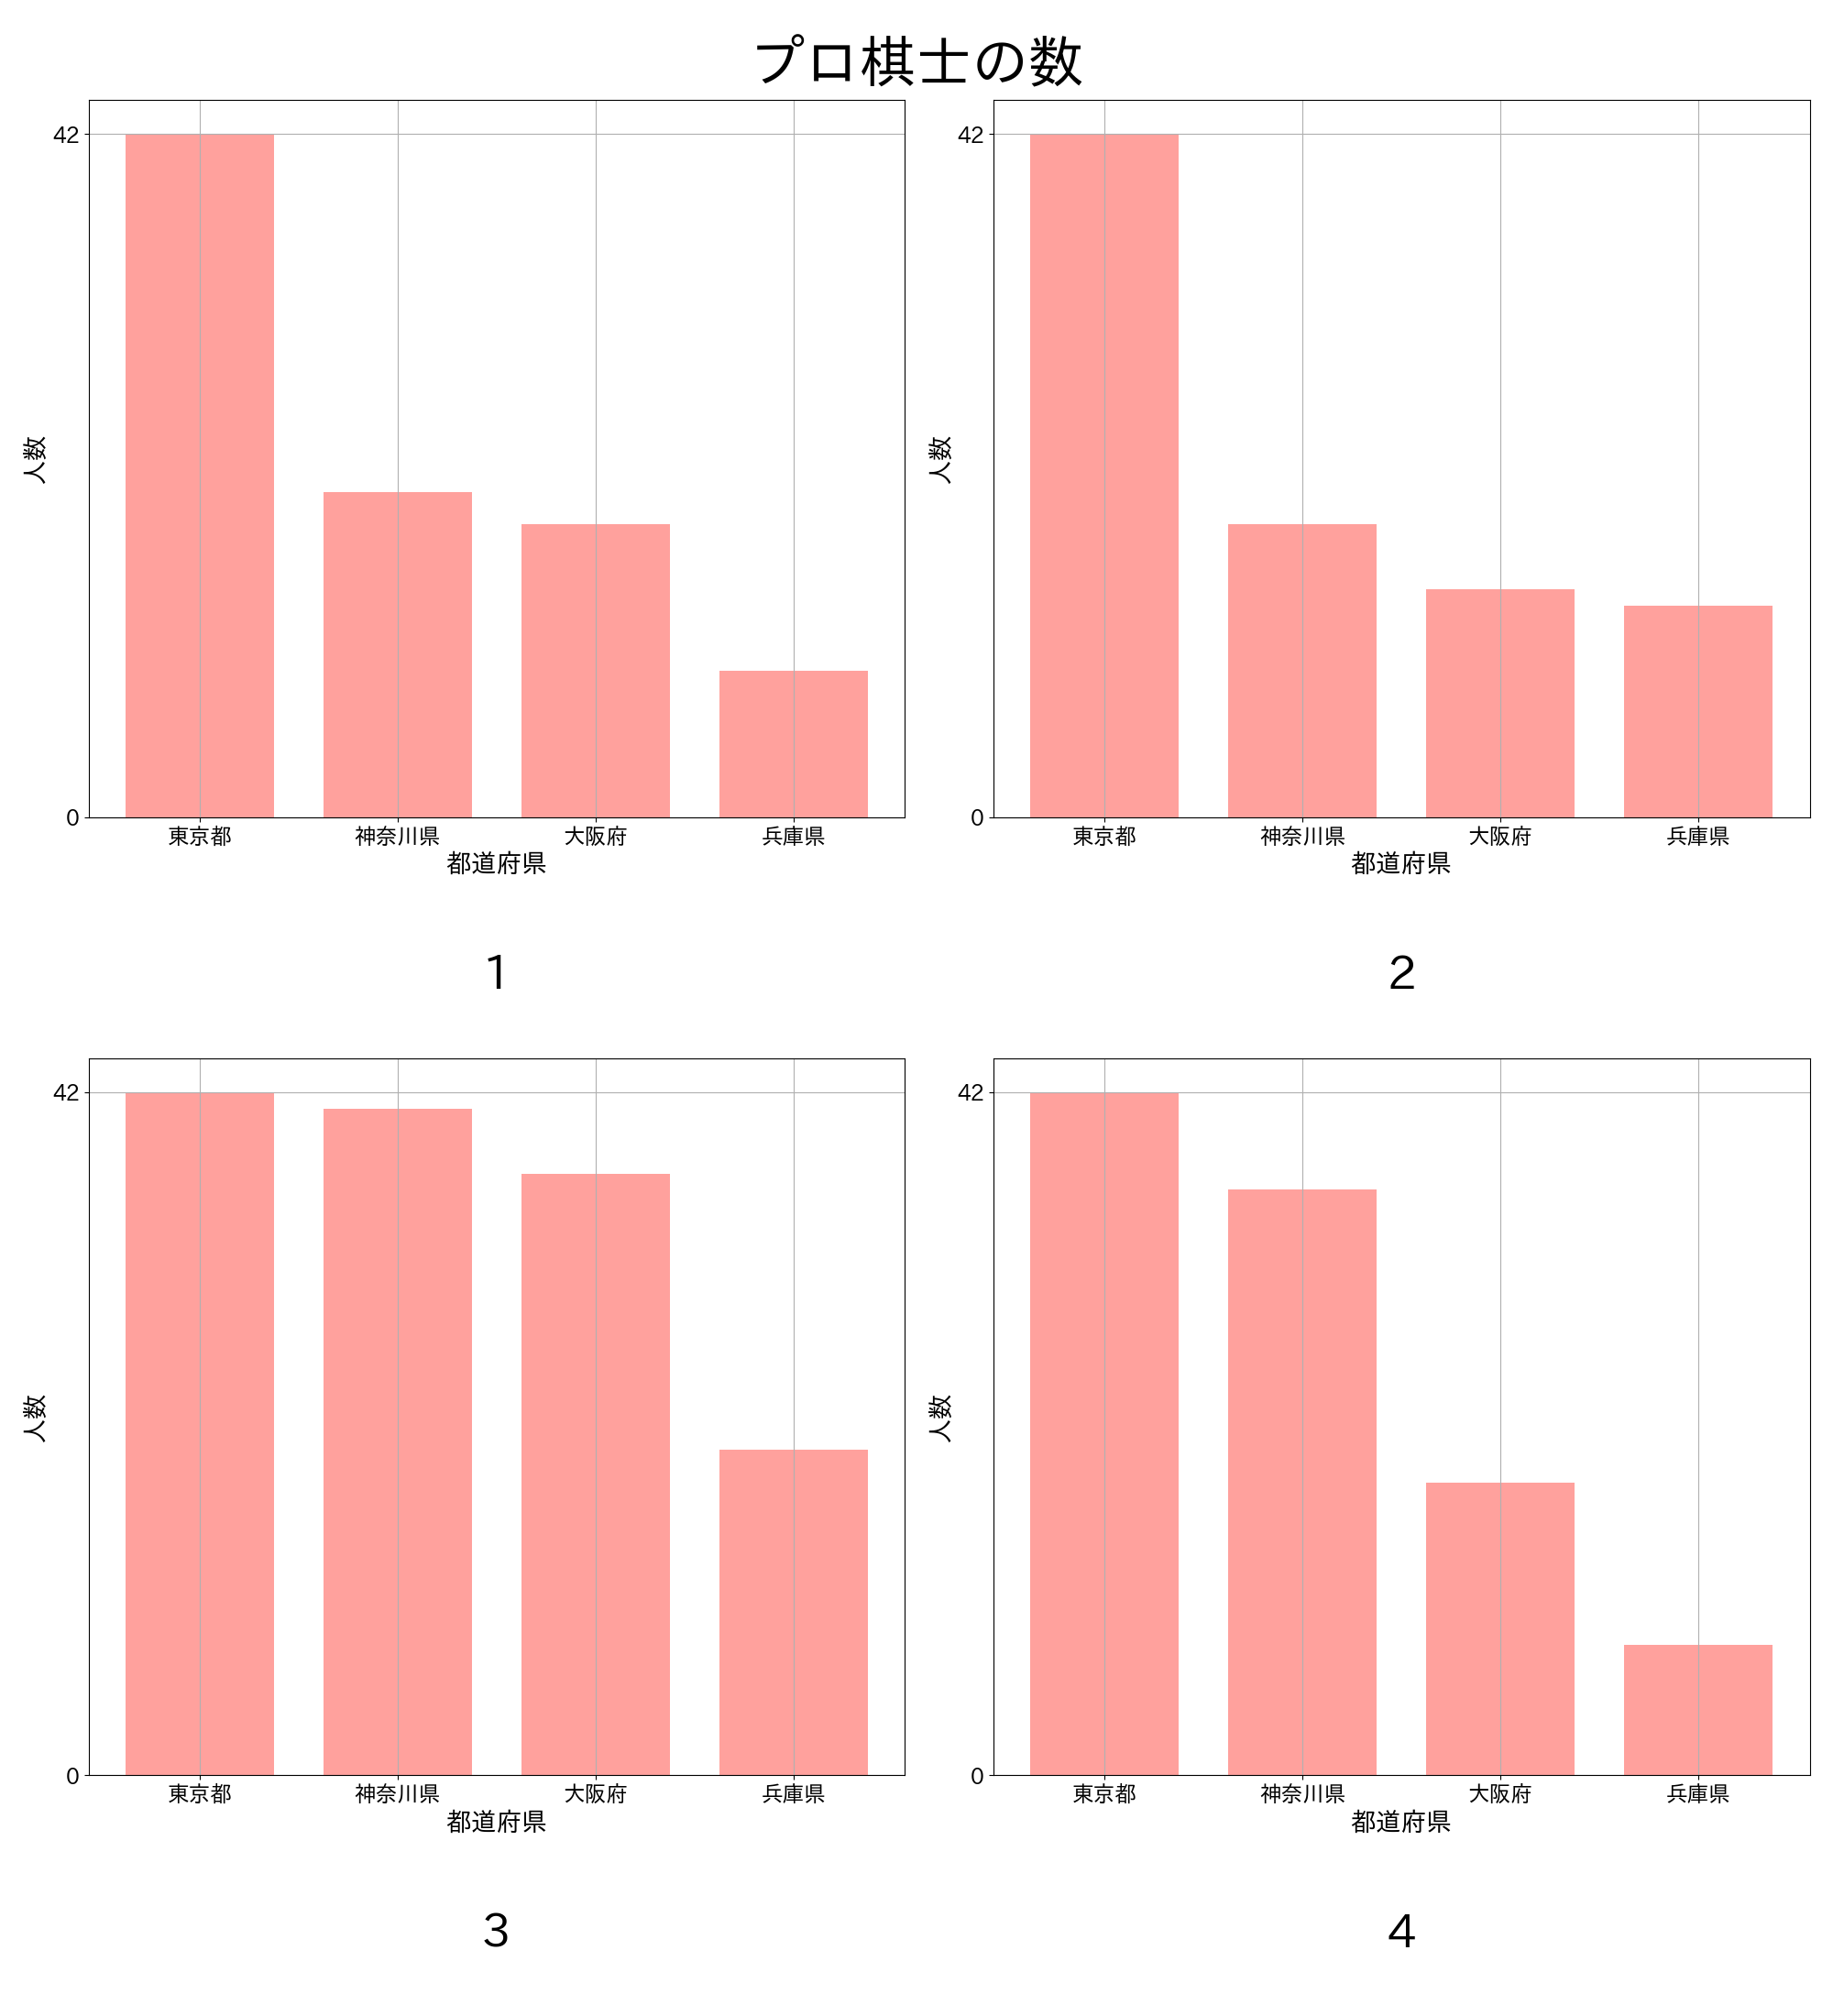 プロ棋士の数
42
人数
0
東京都 神奈川県 大阪府 兵庫県
都道府県
1
42
人数
0
東京都 神奈川県 大阪府 兵庫県
都道府県
2
42
人数
0
東京都 神奈川県 大阪府 兵庫県
都道府県
3
42
人数
0
東京都 神奈川県 大阪府 兵庫県
都道府県
4